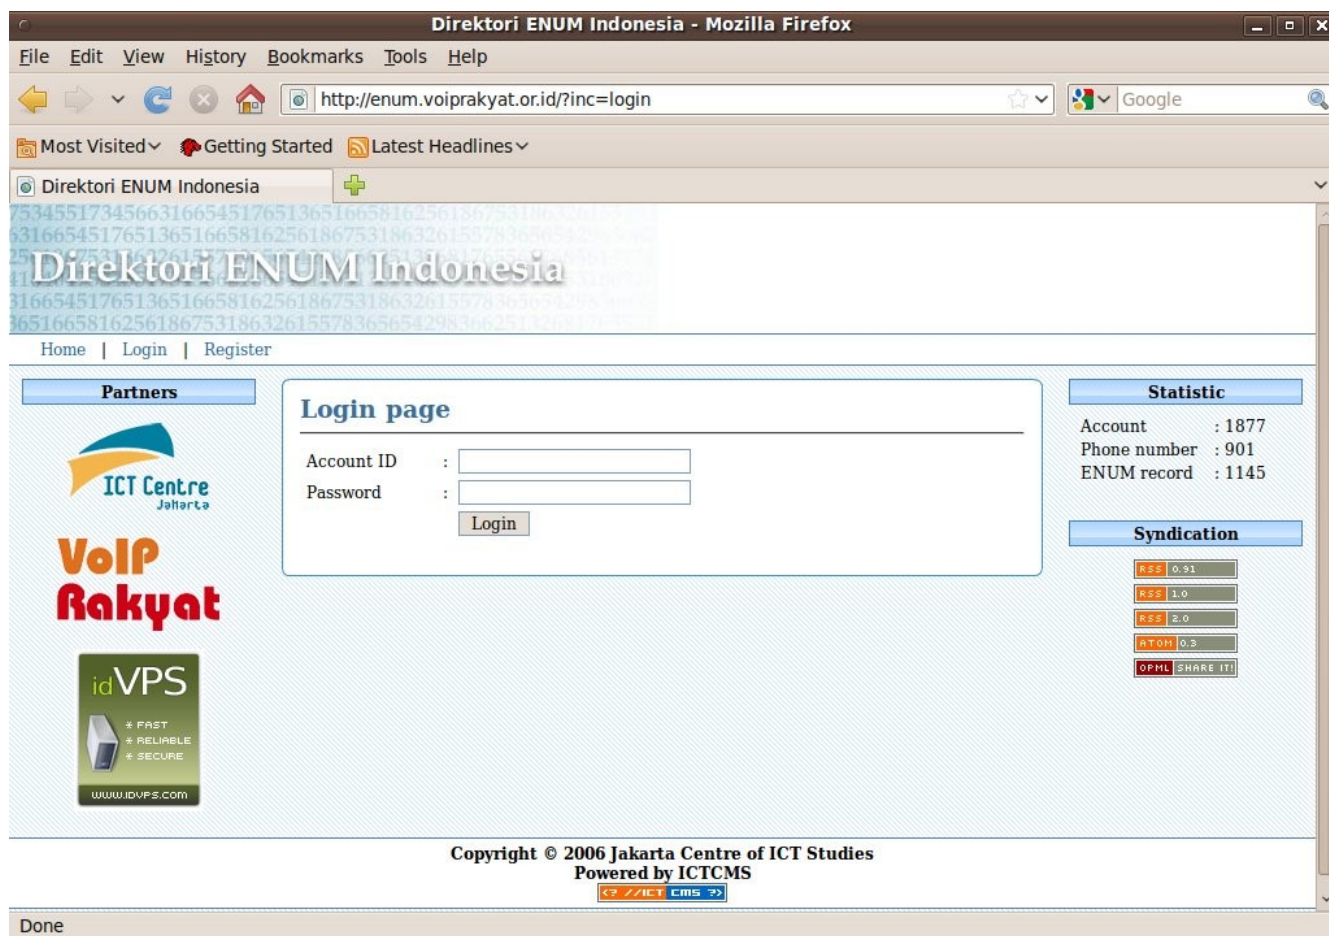 Direktori ENUM Indonesia - Mozilla Firefox
File Edit View History Bookmarks Tools Help
http://enum.voiprakyat.or.id/?inc=login
Google
Most Visited Getting Started Latest Headlines
Direktori ENUM Indonesia
Direktori ENUM Indonesia
Home | Login | Register
Partners
ICT Centre
Jakarta
VoIP
Rakyat
idVPS
* FAST
* RELIABLE
* SECURE
www.idvps.com
Login page
Account ID :
Password :
Login
Statistic
Account : 1877
Phone number : 901
ENUM record : 1145
Syndication
RSS 0.91
RSS 1.0
RSS 2.0
ATOM 0.3
OPML SHARE IT!
Copyright © 2006 Jakarta Centre of ICT Studies
Powered by ICTCMS
<? //ICT CMS ?>
Done